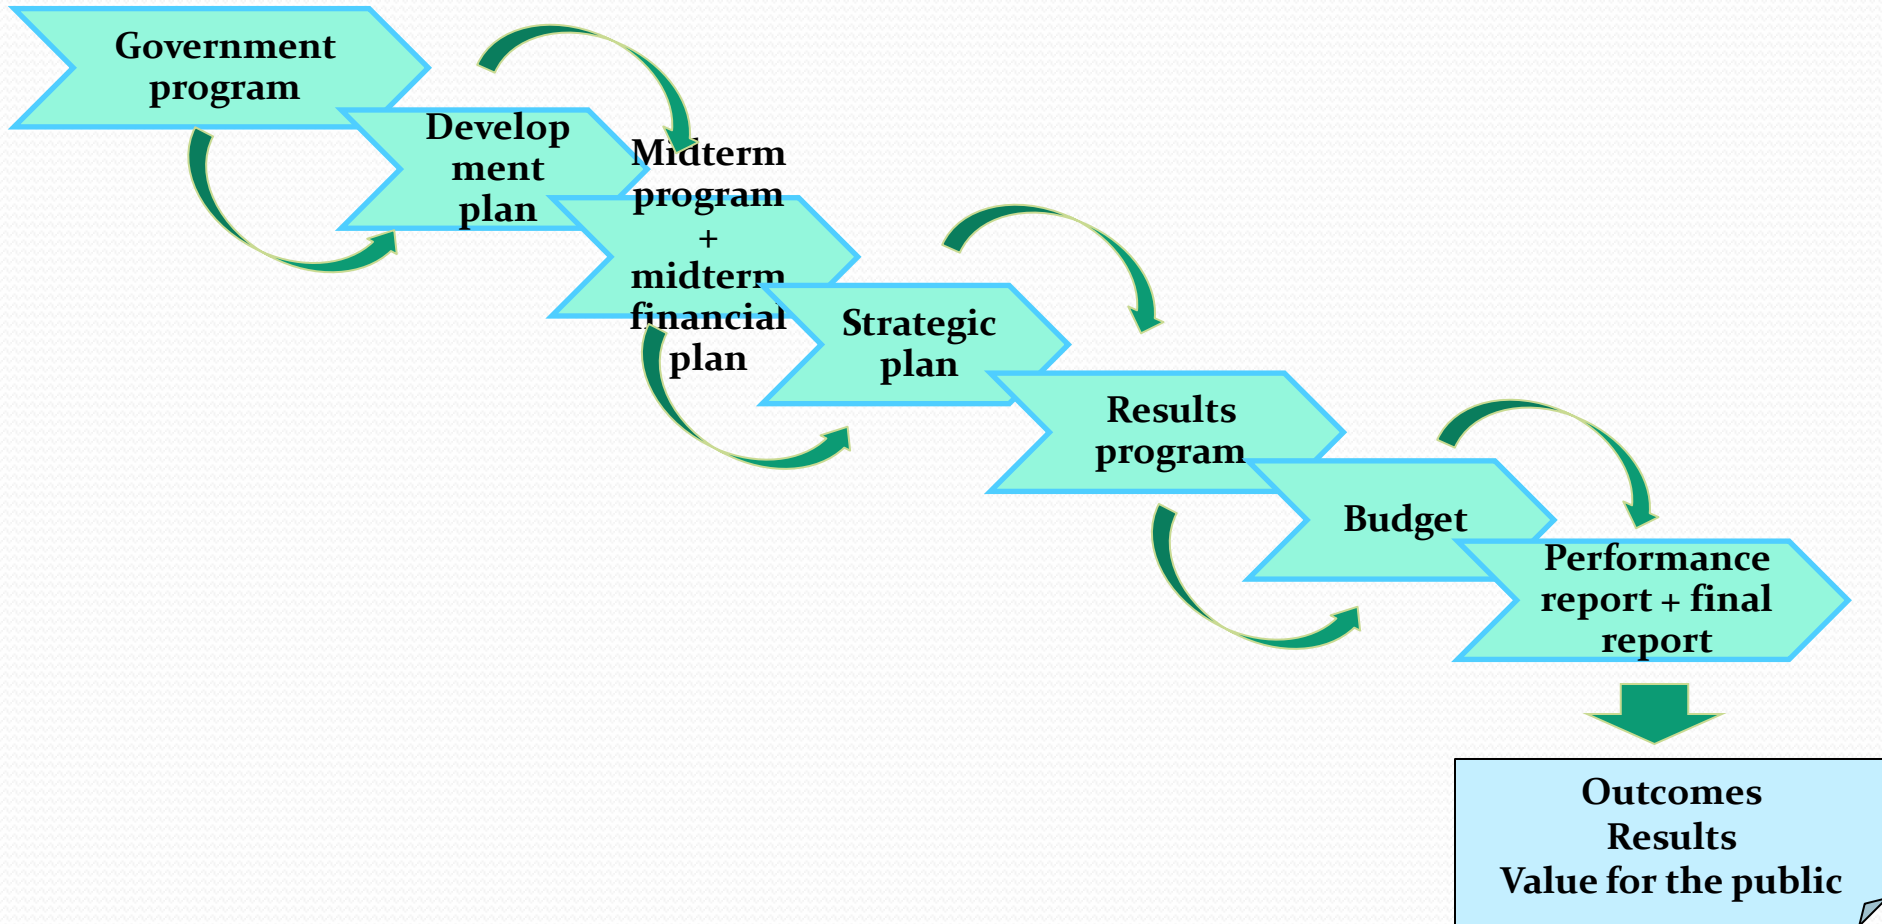 Government
program
Develop
ment
plan
Midterm
program
+
midterm
financial
plan
Strategic
plan
Results
program
Budget
Performance
report + final
report
Outcomes
Results
Value for the public